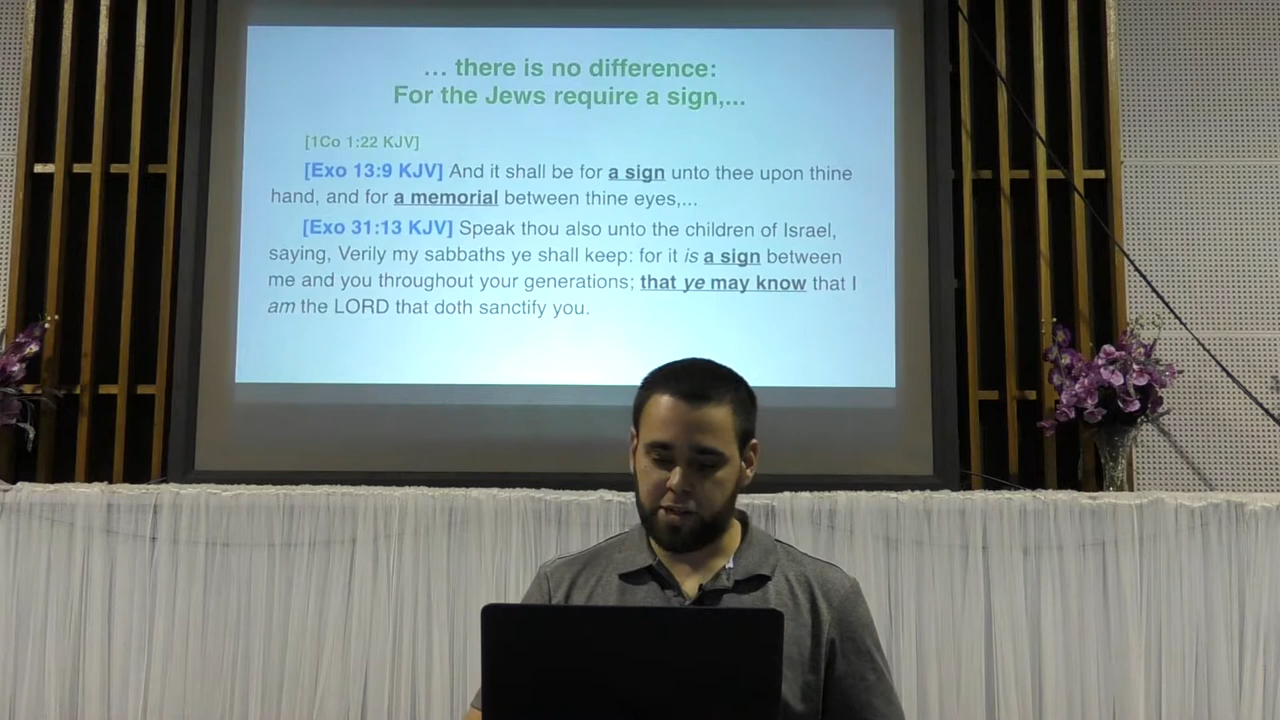 ... there is no difference:
For the Jews require a sign,...
[1Co 1:22 KJV]
[Exo 13:9 KJV] And it shall be for a sign unto thee upon thine
hand, and for a memorial between thine eyes,...
[Exo 31:13 KJV] Speak thou also unto the children of Israel,
saying, Verily my sabbaths ye shall keep: for it is a sign between
me and you throughout your generations; that ye may know that I
am the LORD that doth sanctify you.